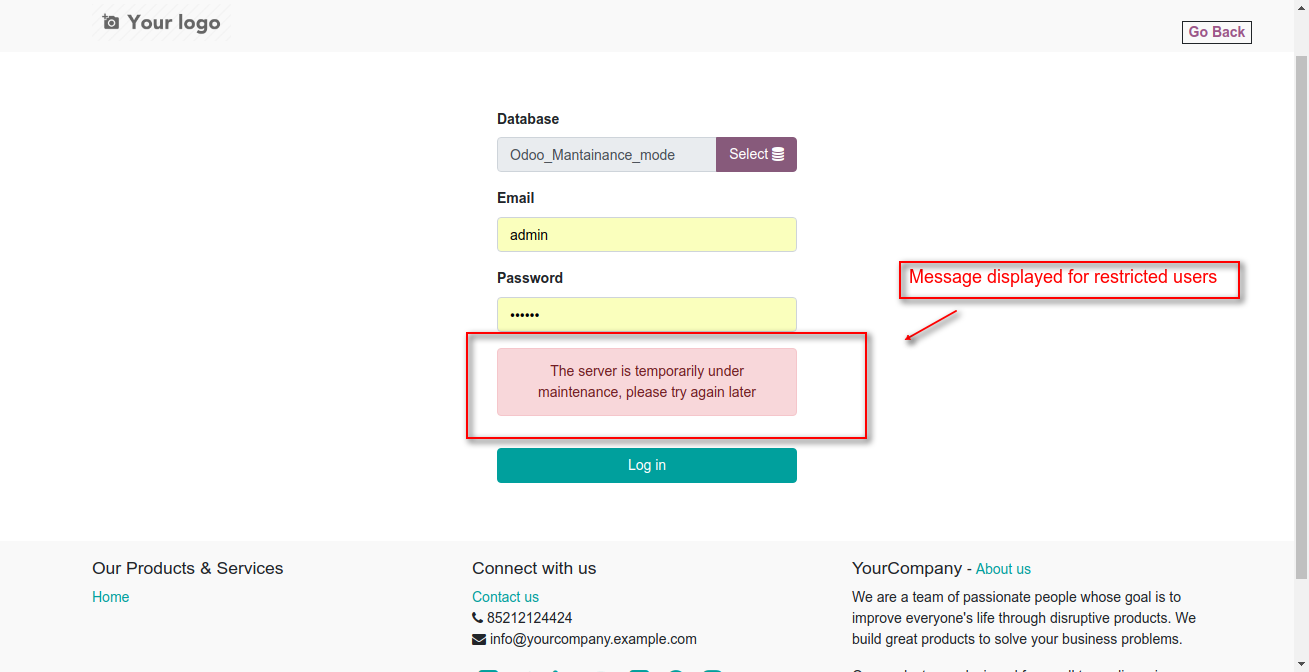 Your logo
Go Back
Database
Odoo_Mantainance_mode
Select
Email
admin
Password
••••••
Message displayed for restricted users
The server is temporarily under
maintenance, please try again later
Log in
Our Products & Services
Home
Connect with us
Contact us
85212124424
info@yourcompany.example.com
YourCompany - About us
We are a team of passionate people whose goal is to
improve everyone's life through disruptive products. We
build great products to solve your business problems.